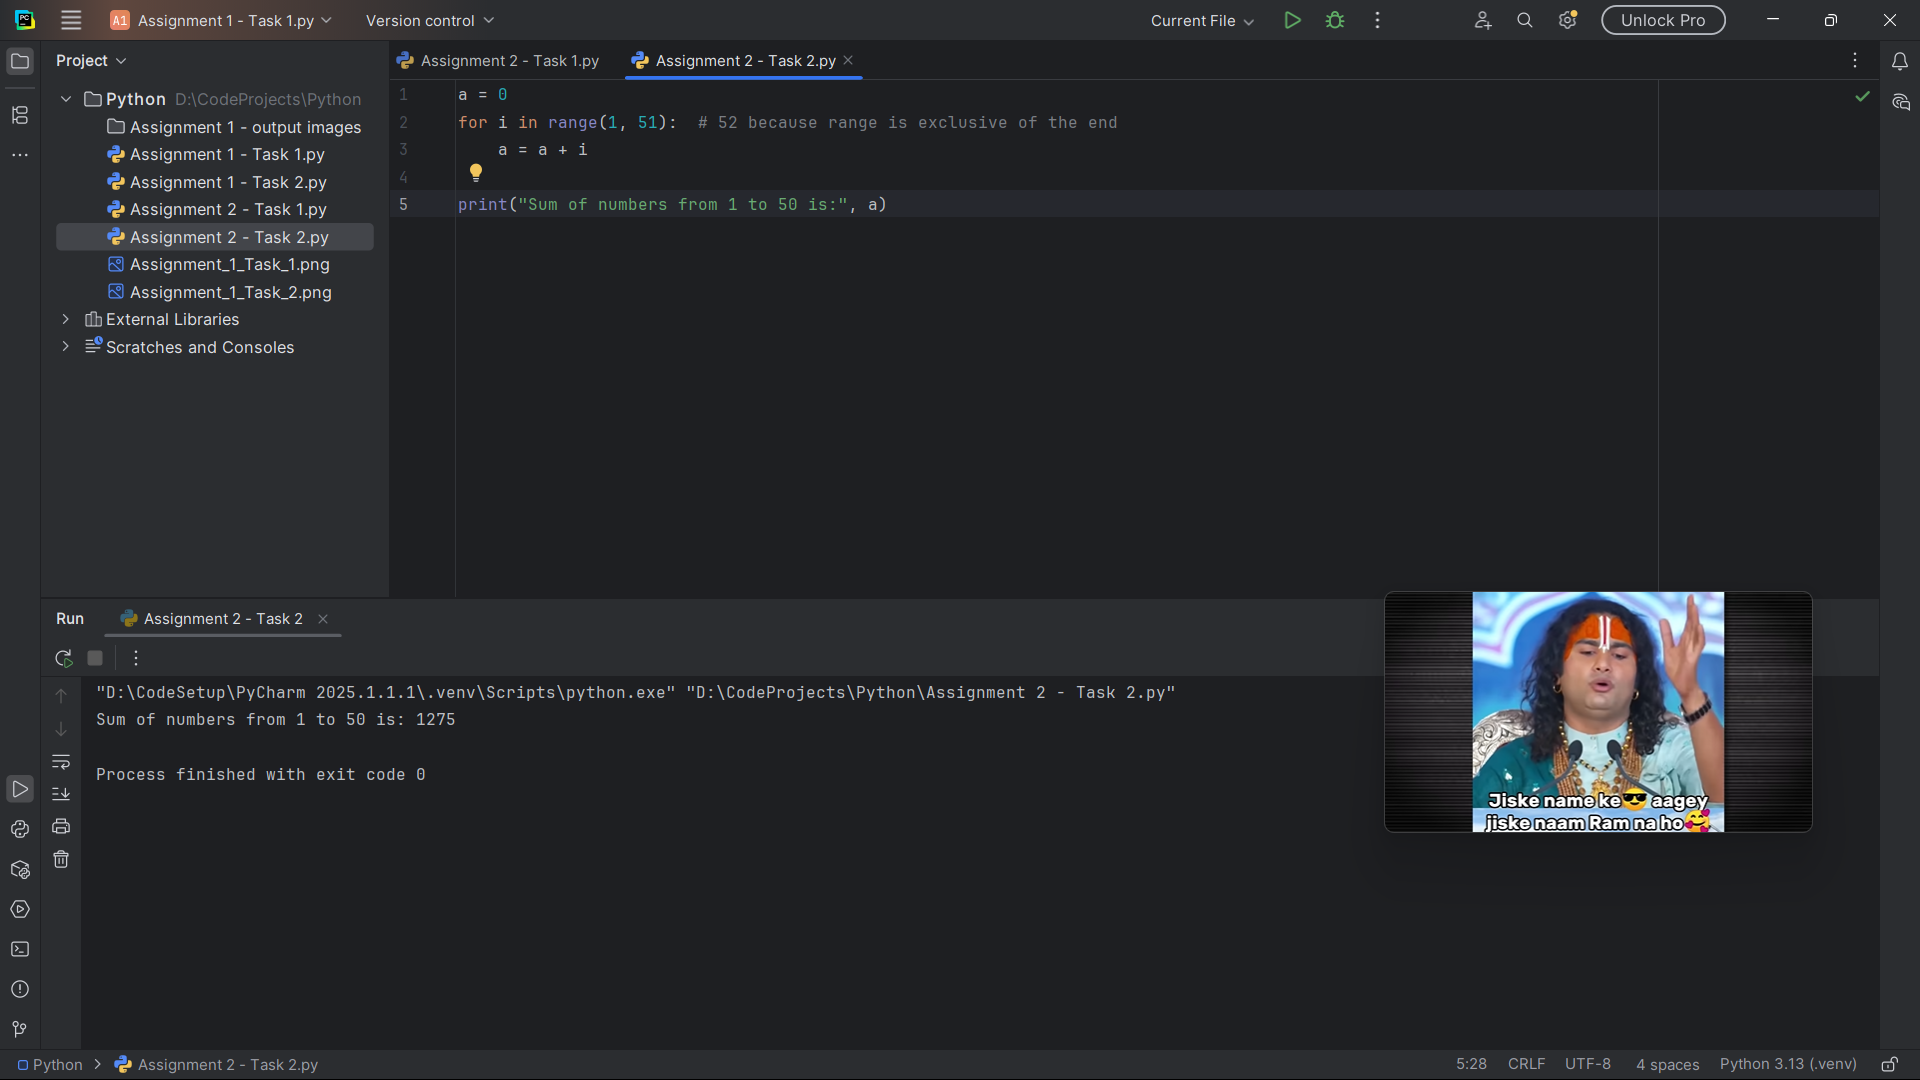 A1 Assignment 1 - Task 1.py
Version control
Current File
Unlock Pro
Project
Assignment 2 - Task 1.py
Assignment 2 - Task 2.py
Python D:\CodeProjects\Python
Assignment 1 - output images
Assignment 1 - Task 1.py
Assignment 1 - Task 2.py
Assignment 2 - Task 1.py
Assignment 2 - Task 2.py
Assignment_1_Task_1.png
Assignment_1_Task_2.png
External Libraries
Scratches and Consoles
1 a = 0
2 for i in range(1, 51):  # 52 because range is exclusive of the end
3     a = a + i
4
5 print("Sum of numbers from 1 to 50 is:", a)
Run
Assignment 2 - Task 2
"D:\CodeSetup\PyCharm 2025.1.1.1\.venv\Scripts\python.exe" "D:\CodeProjects\Python\Assignment 2 - Task 2.py"
Sum of numbers from 1 to 50 is: 1275
Process finished with exit code 0
Jiske name ke😎 aagey
jiske naam Ram na ho🥰
Python > Assignment 2 - Task 2.py
5:28 CRLF UTF-8 4 spaces Python 3.13 (.venv)